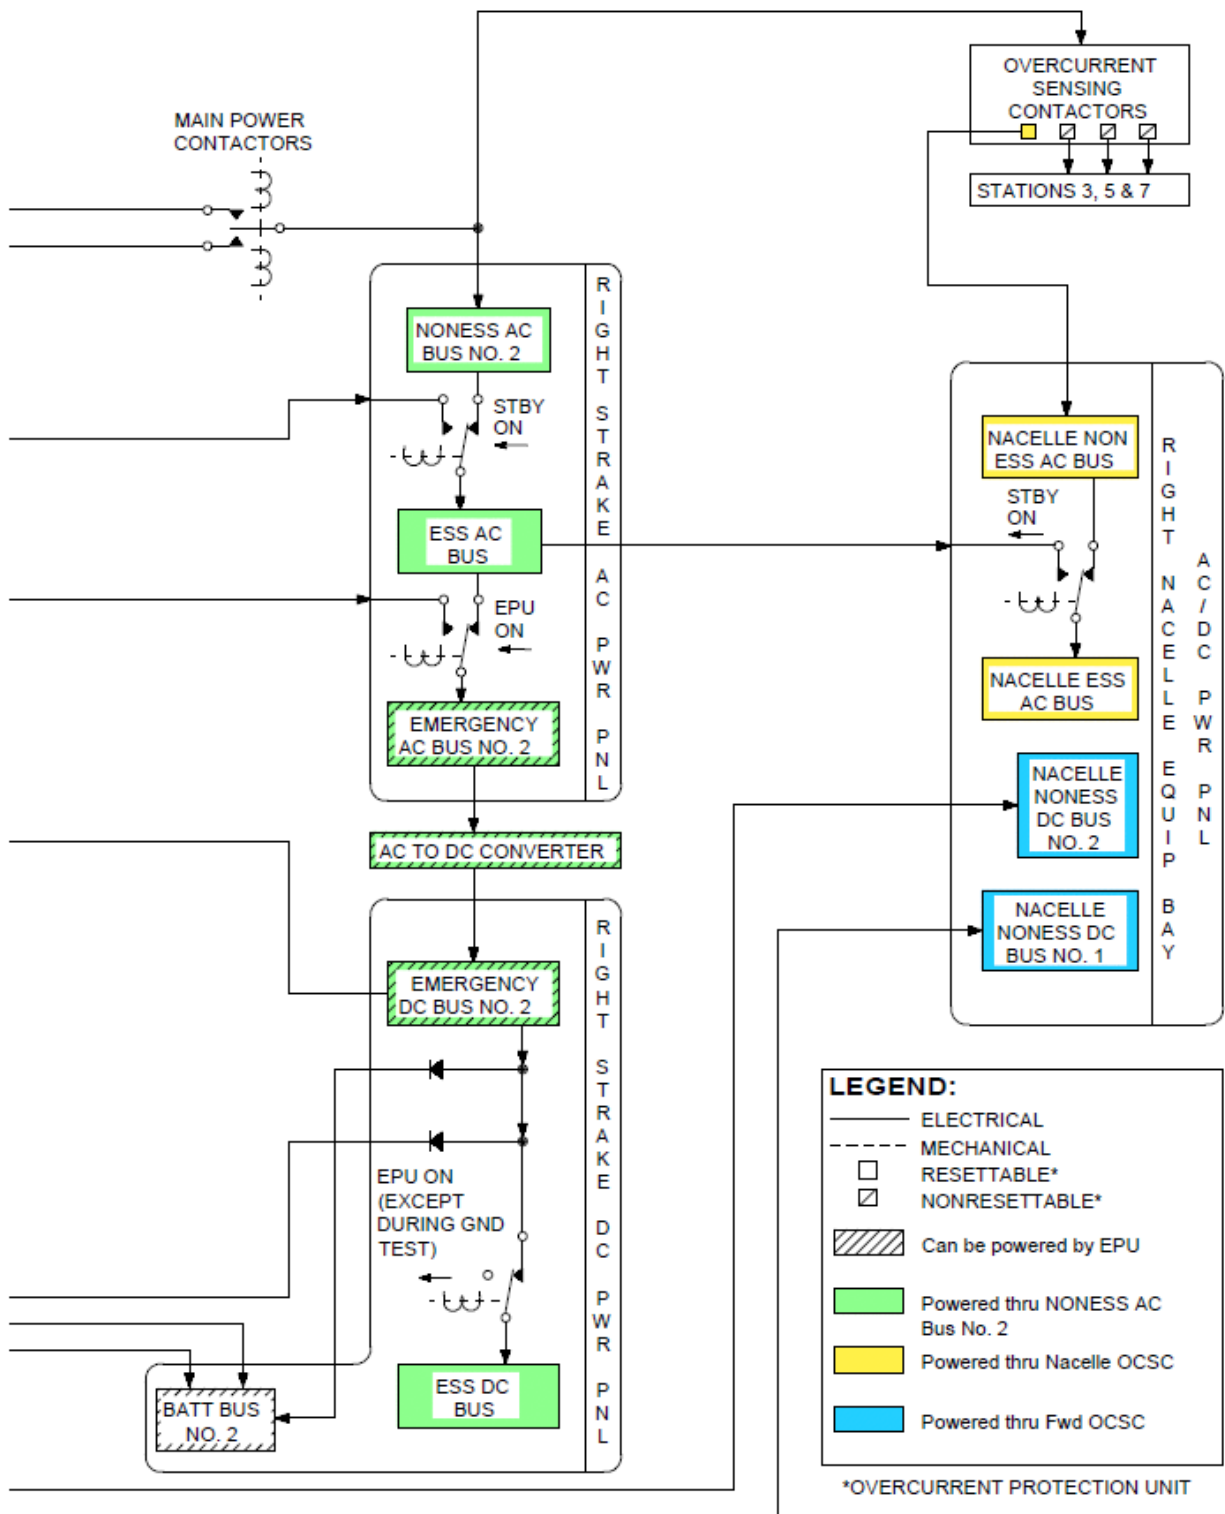 OVERCURRENT
SENSING
CONTACTORS
STATIONS 3, 5 & 7
MAIN POWER
CONTACTORS
NONESS AC
BUS NO. 2
STBY
ON
ESS AC
BUS
EPU
ON
EMERGENCY
AC BUS NO. 2
RIGHT STRAKE AC PWR PNL
AC TO DC CONVERTER
EMERGENCY
DC BUS NO. 2
EPU ON
(EXCEPT
DURING GND
TEST)
ESS DC
BUS
BATT BUS
NO. 2
RIGHT STRAKE DC PWR PNL
NACELLE NON
ESS AC BUS
STBY
ON
NACELLE ESS
AC BUS
NACELLE
NONESS
DC BUS
NO. 2
NACELLE
NONESS DC
BUS NO. 1
RIGHT NACELLE EQUIP BAY
AC/DC PWR PNL
LEGEND:
ELECTRICAL
MECHANICAL
RESETTABLE*
NONRESETTABLE*
Can be powered by EPU
Powered thru NONESS AC
Bus No. 2
Powered thru Nacelle OCSC
Powered thru Fwd OCSC
*OVERCURRENT PROTECTION UNIT